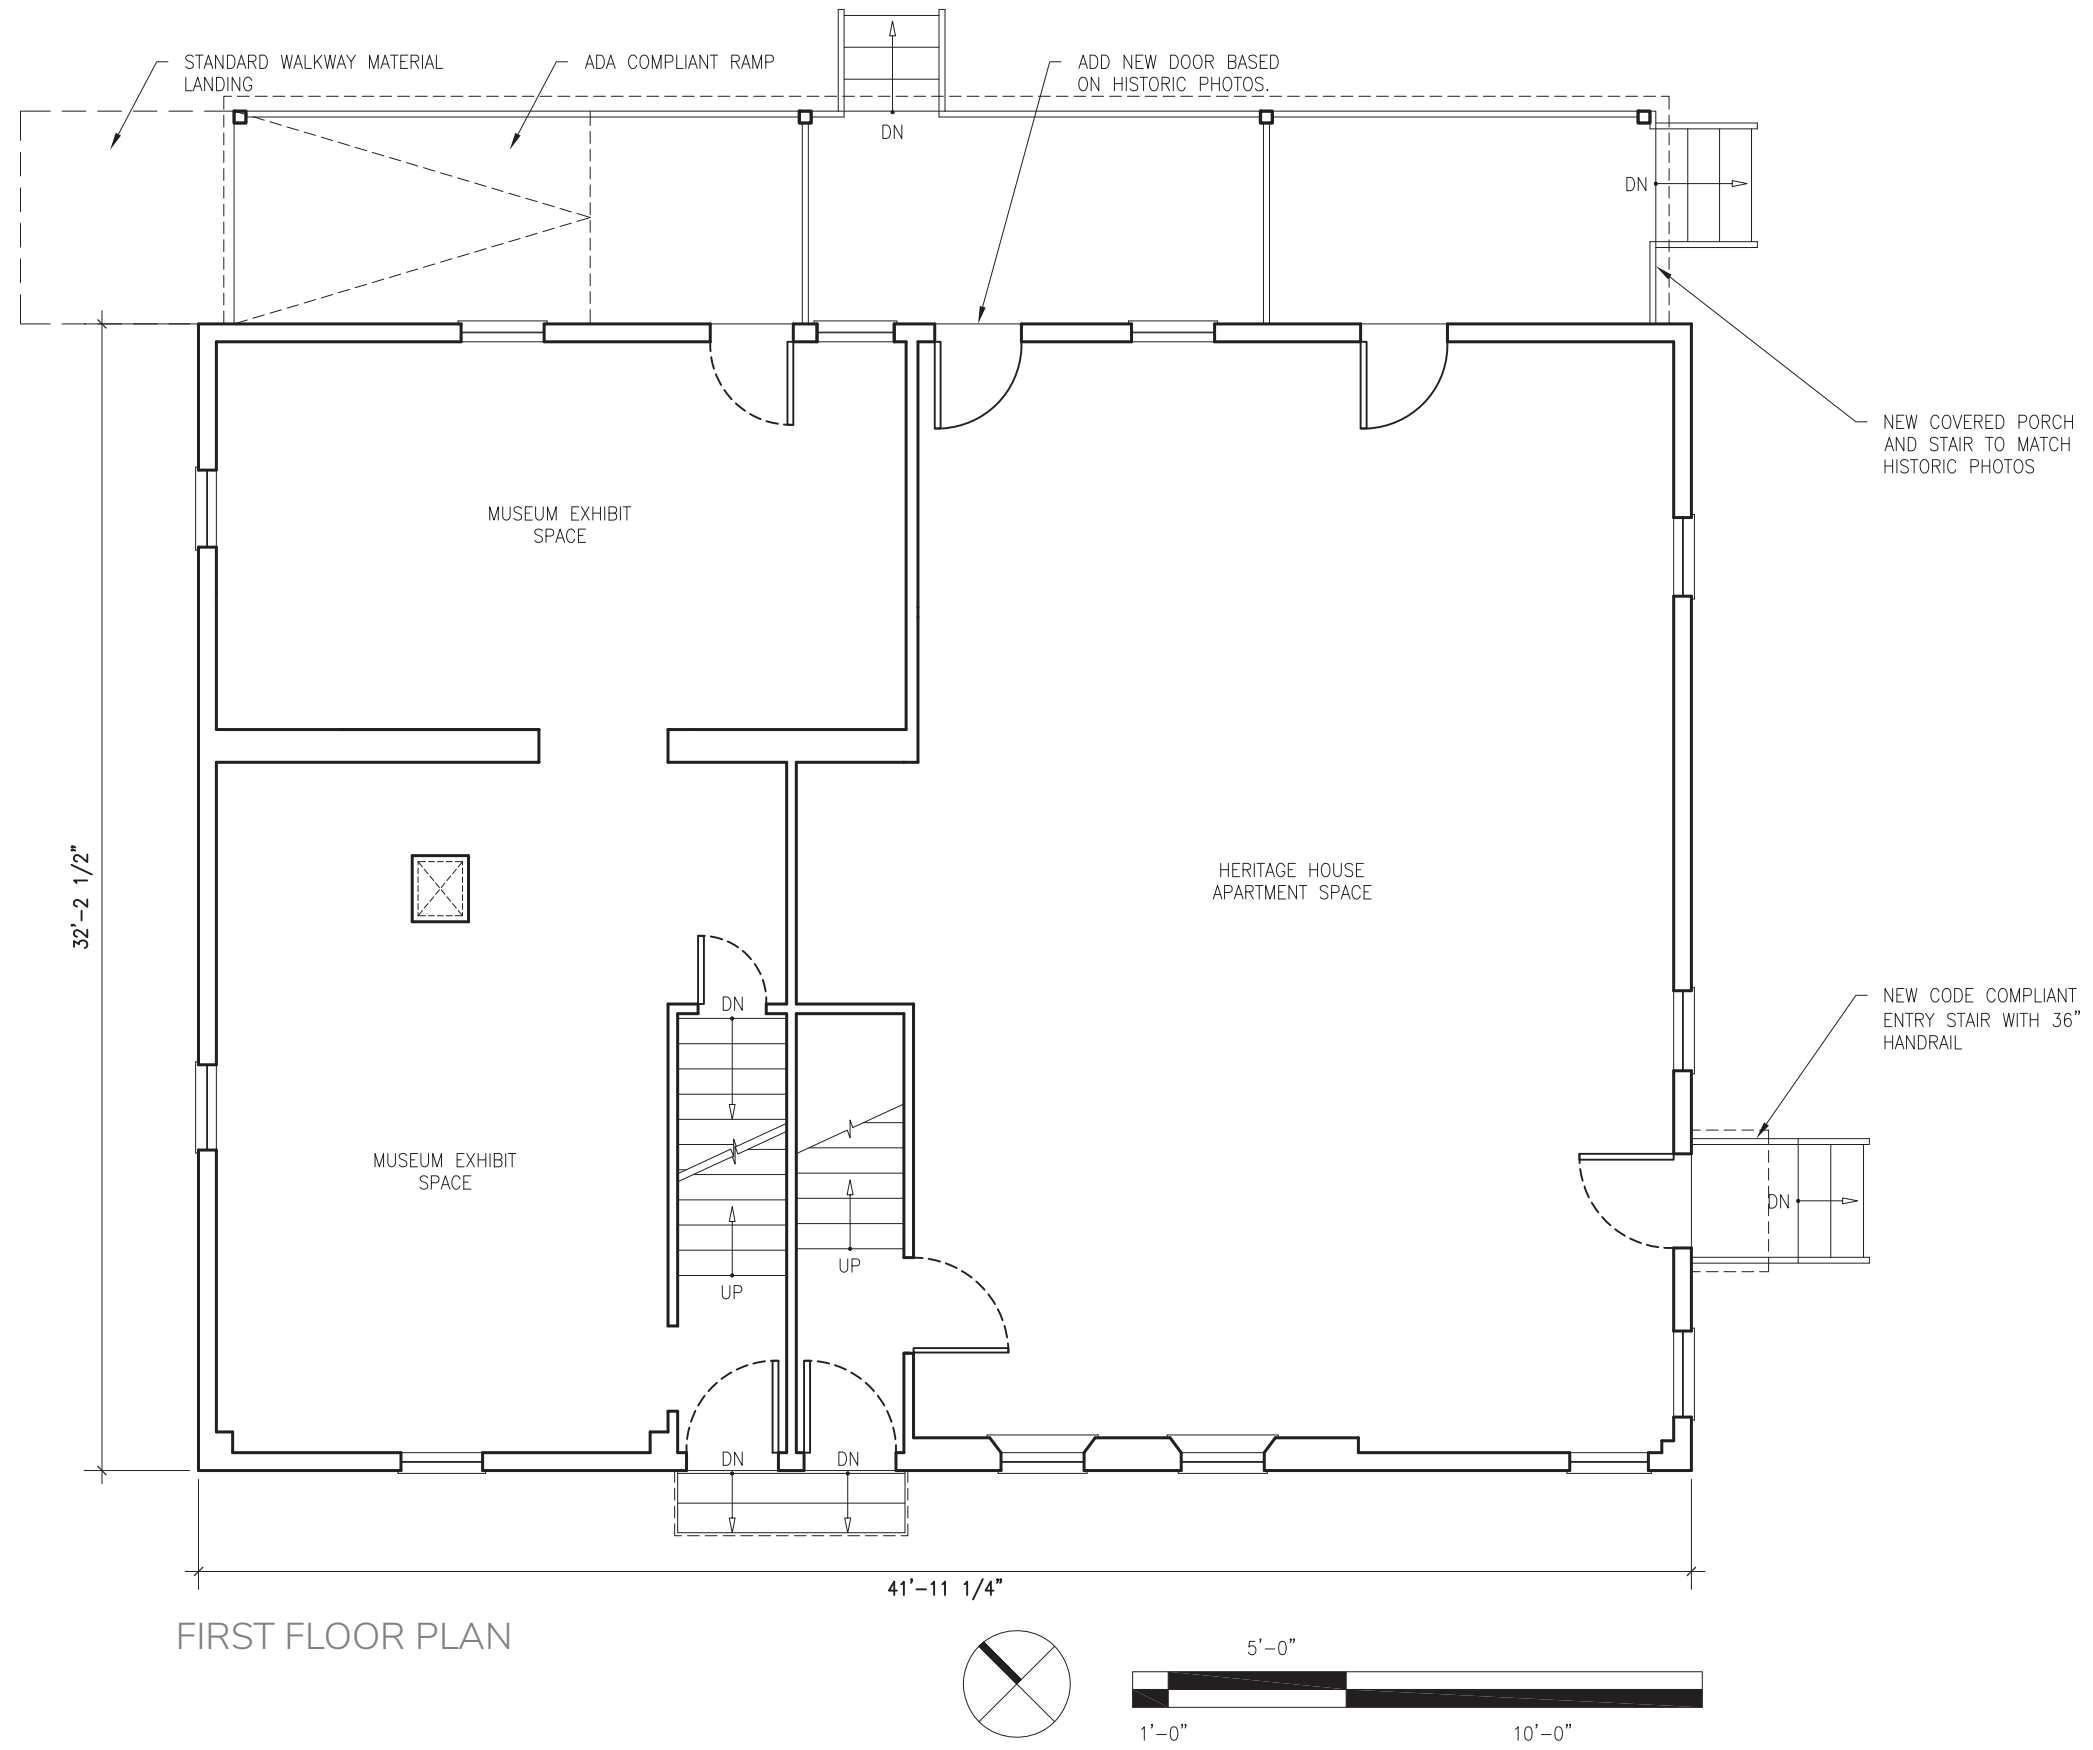 STANDARD WALKWAY MATERIAL
LANDING
ADA COMPLIANT RAMP
ADD NEW DOOR BASED
ON HISTORIC PHOTOS.
DN
DN
NEW COVERED PORCH
AND STAIR TO MATCH
HISTORIC PHOTOS
MUSEUM EXHIBIT
SPACE
32'-2 1/2"
HERITAGE HOUSE
APARTMENT SPACE
DN
NEW CODE COMPLIANT
ENTRY STAIR WITH 36"
HANDRAIL
MUSEUM EXHIBIT
SPACE
DN
UP
UP
DN
DN
41'-11 1/4"
FIRST FLOOR PLAN
5'-0"
1'-0"
10'-0"